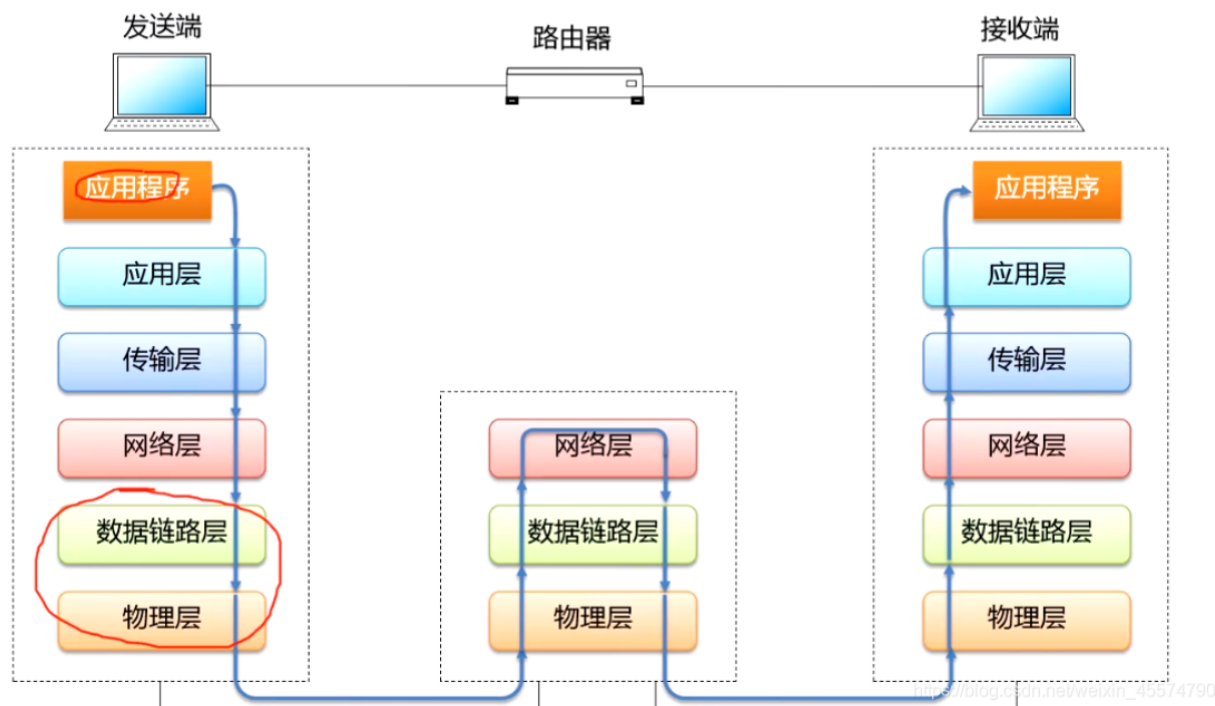 发送端
路由器
接收端
应用程序
应用层
传输层
网络层
数据链路层
物理层
网络层
数据链路层
物理层
应用程序
应用层
传输层
网络层
数据链路层
物理层
https://blog.csdn.net/weixin_45574790